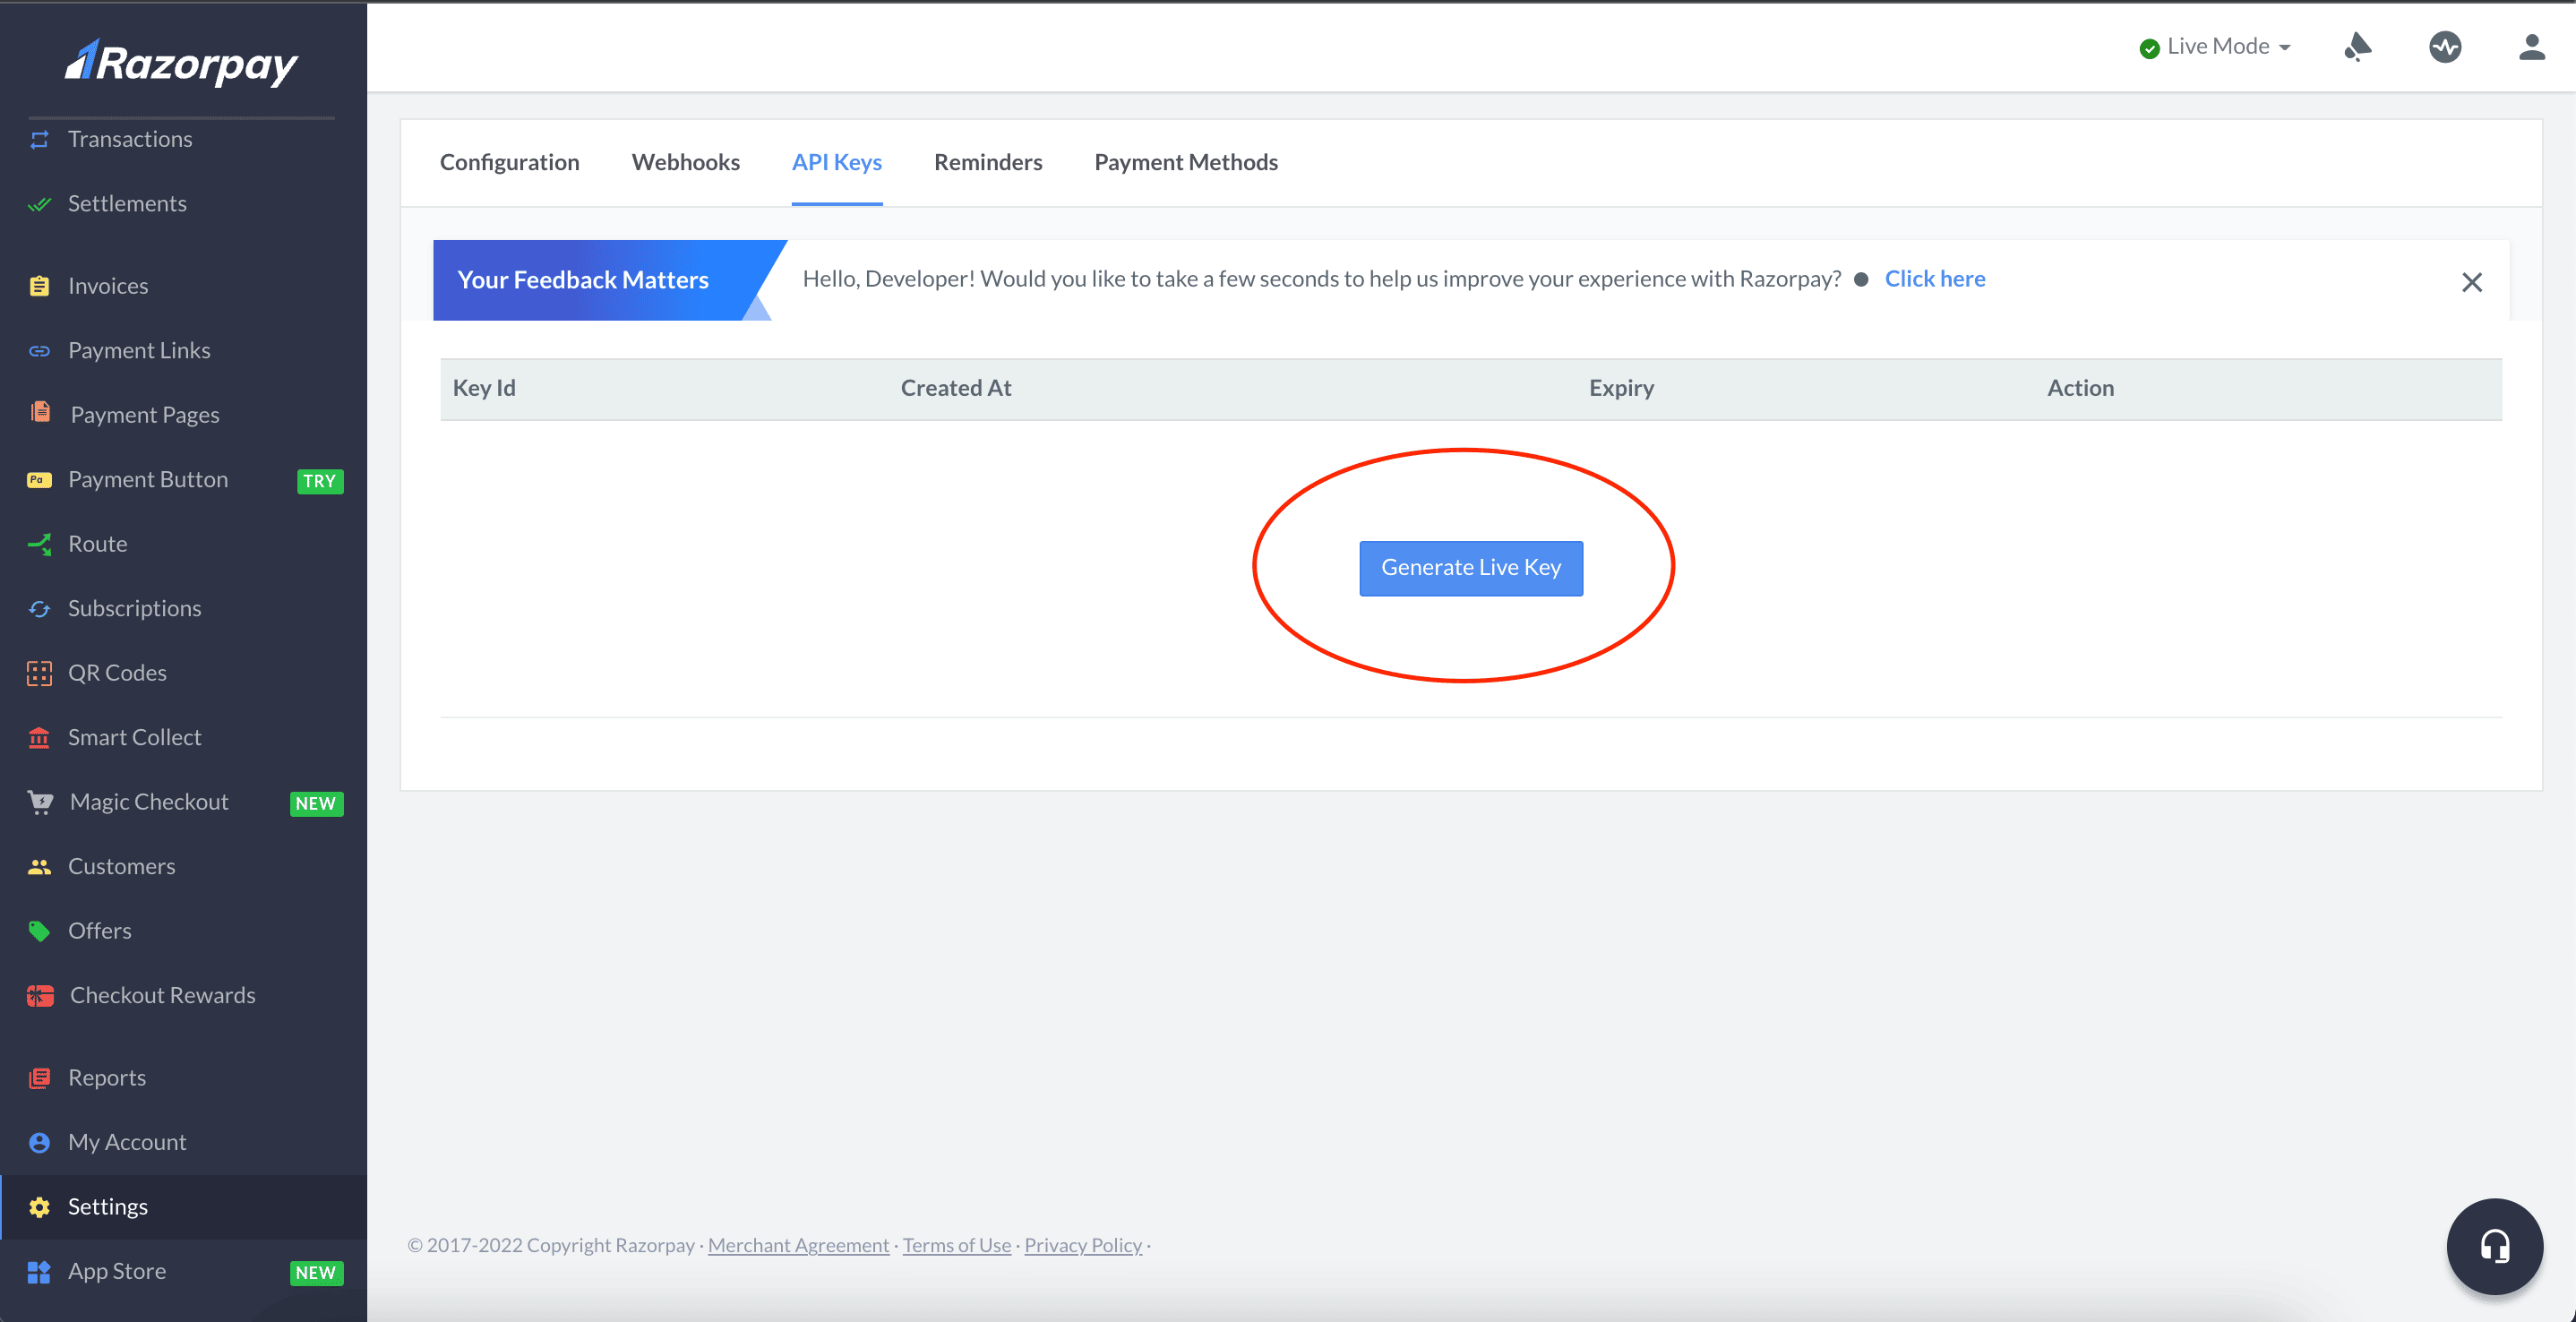 Razorpay
Live Mode
Transactions
Settlements
Invoices
Payment Links
Payment Pages
Pa
Payment Button
TRY
Route
Subscriptions
QR Codes
Smart Collect
Magic Checkout
NEW
Customers
Offers
Checkout Rewards
Reports
My Account
Settings
App Store
NEW
Configuration
Webhooks
API Keys
Reminders
Payment Methods
Your Feedback Matters
Hello, Developer! Would you like to take a few seconds to help us improve your experience with Razorpay? ● Click here
Key Id
Created At
Expiry
Action
Generate Live Key
© 2017-2022 Copyright Razorpay · Merchant Agreement · Terms of Use · Privacy Policy ·